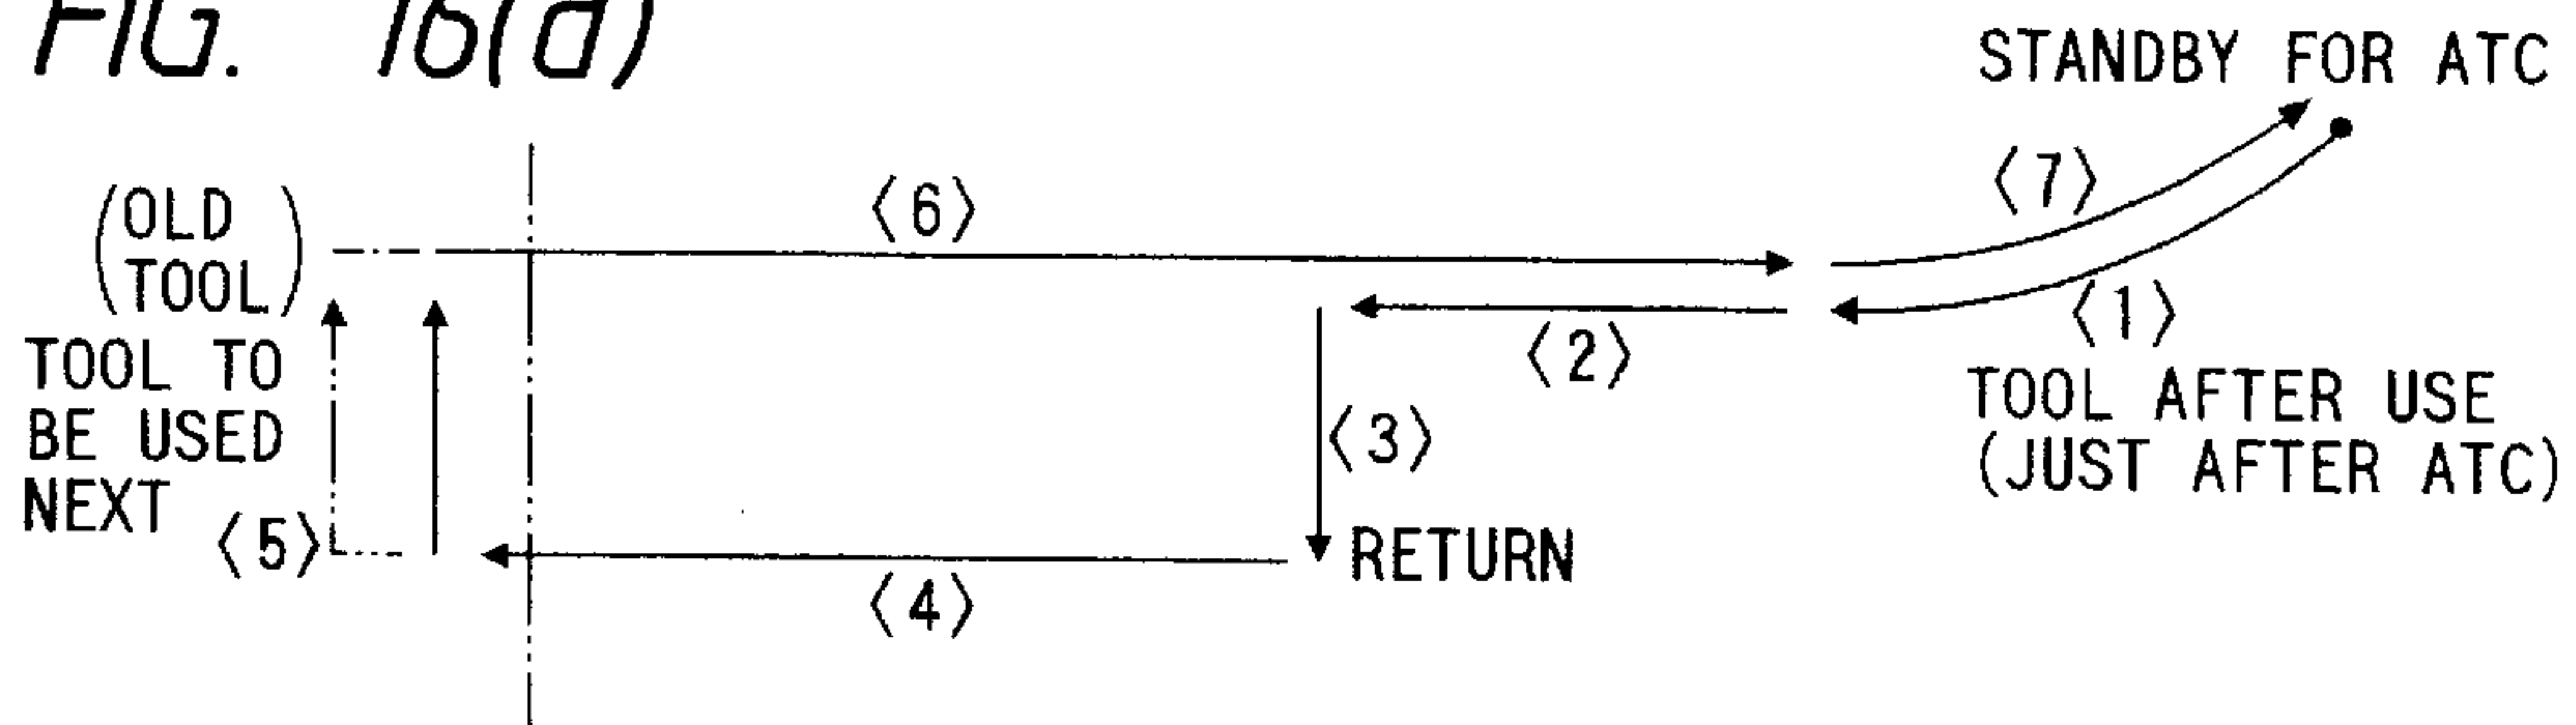 FIG. 16(a)
STANDBY FOR ATC
〈7〉
〈6〉
(OLD
TOOL)
〈1〉
〈2〉
TOOL TO
BE USED
NEXT
TOOL AFTER USE
(JUST AFTER ATC)
〈3〉
〈5〉
RETURN
〈4〉